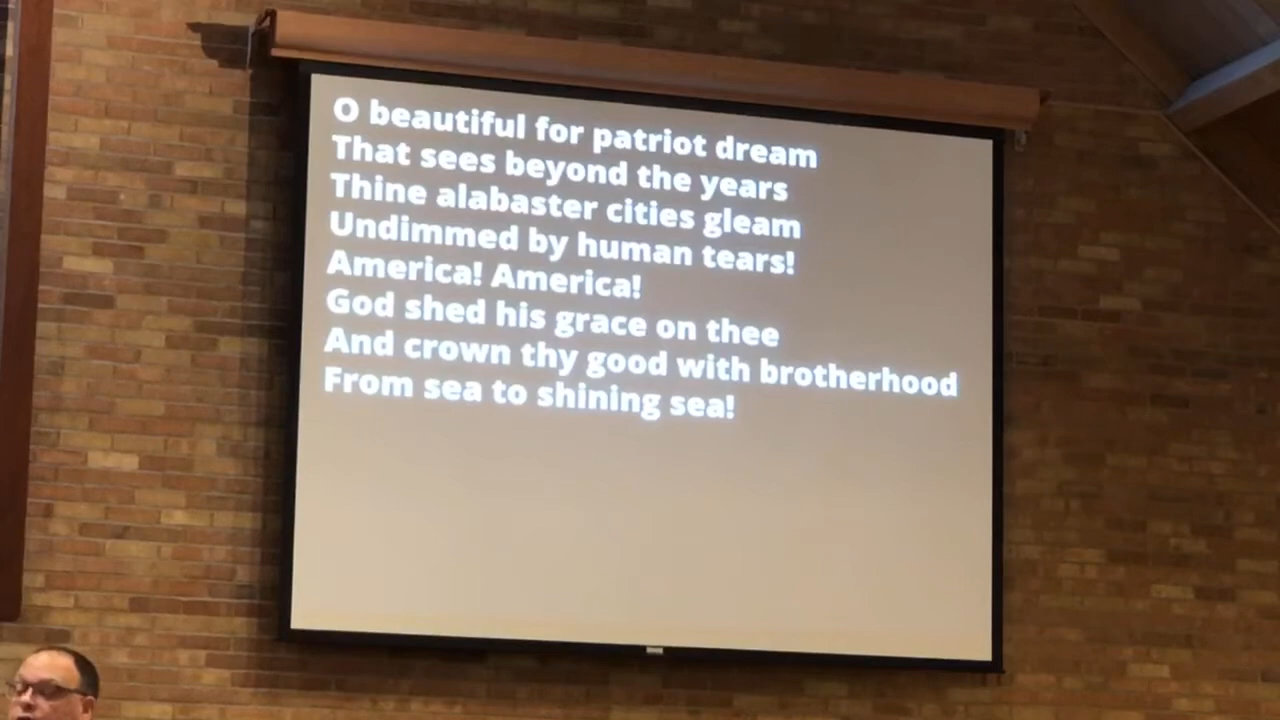 O beautiful for patriot dream
That sees beyond the years
Thine alabaster cities gleam
Undimmed by human tears!
America! America!
God shed his grace on thee
And crown thy good with brotherhood
From sea to shining sea!